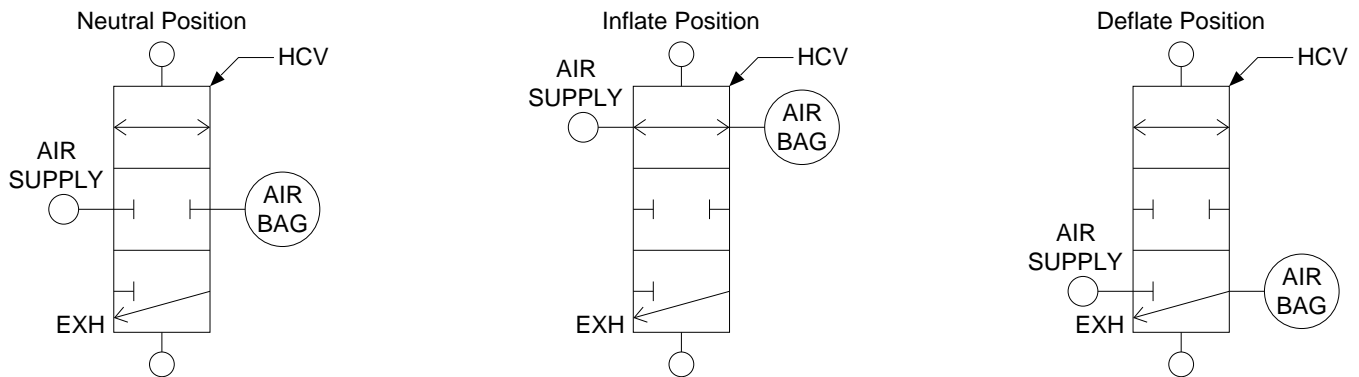 Neutral Position
HCV
AIR
SUPPLY
AIR
BAG
EXH
Inflate Position
HCV
AIR
SUPPLY
AIR
BAG
EXH
Deflate Position
HCV
AIR
SUPPLY
AIR
BAG
EXH